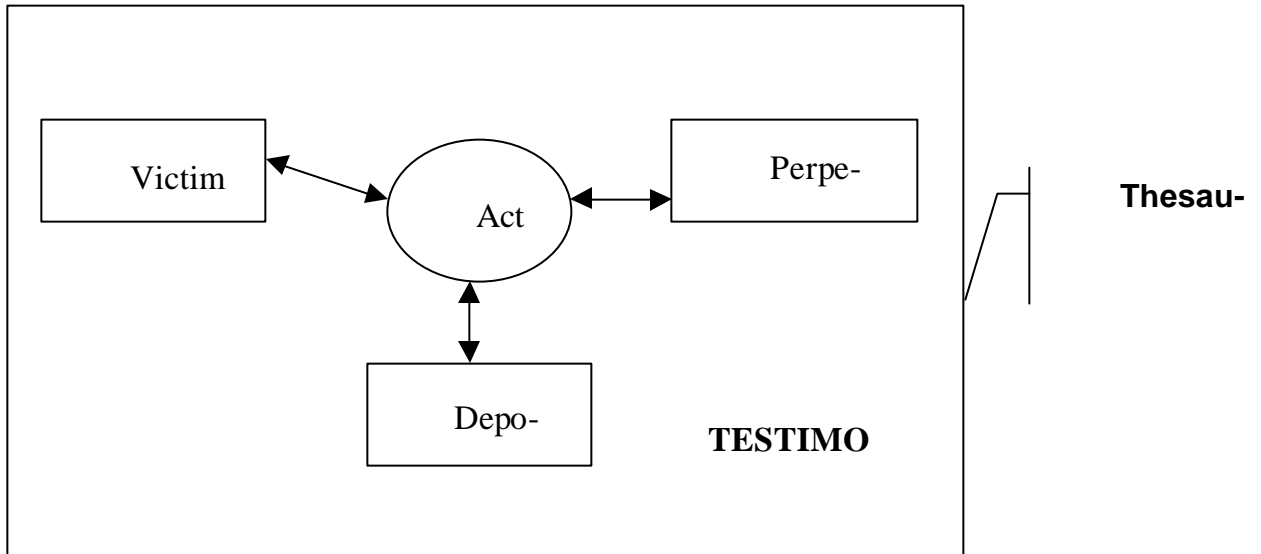 Victim
Act
Perpe-
Thesau-
Depo-
TESTIMO